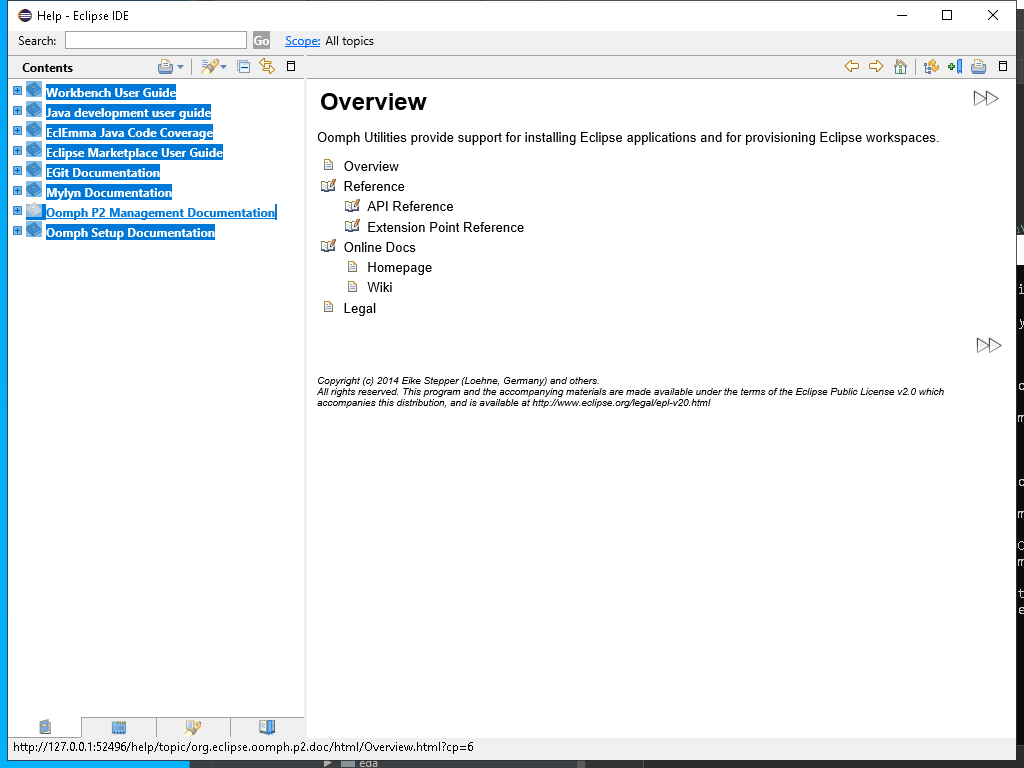 Help - Eclipse IDE
Search:
Go
Scope: All topics
Contents
Workbench User Guide
Java development user guide
EclEmma Java Code Coverage
Eclipse Marketplace User Guide
EGit Documentation
Mylyn Documentation
Oomph P2 Management Documentation
Oomph Setup Documentation
Overview
Oomph Utilities provide support for installing Eclipse applications and for provisioning Eclipse workspaces.
Overview
Reference
API Reference
Extension Point Reference
Online Docs
Homepage
Wiki
Legal
Copyright (c) 2014 Eike Stepper (Loehne, Germany) and others.
All rights reserved. This program and the accompanying materials are made available under the terms of the Eclipse Public License v2.0 which
accompanies this distribution, and is available at http://www.eclipse.org/legal/epl-v20.html
http://127.0.0.1:52496/help/topic/org.eclipse.oomph.p2.doc/html/Overview.html?cp=6
eda